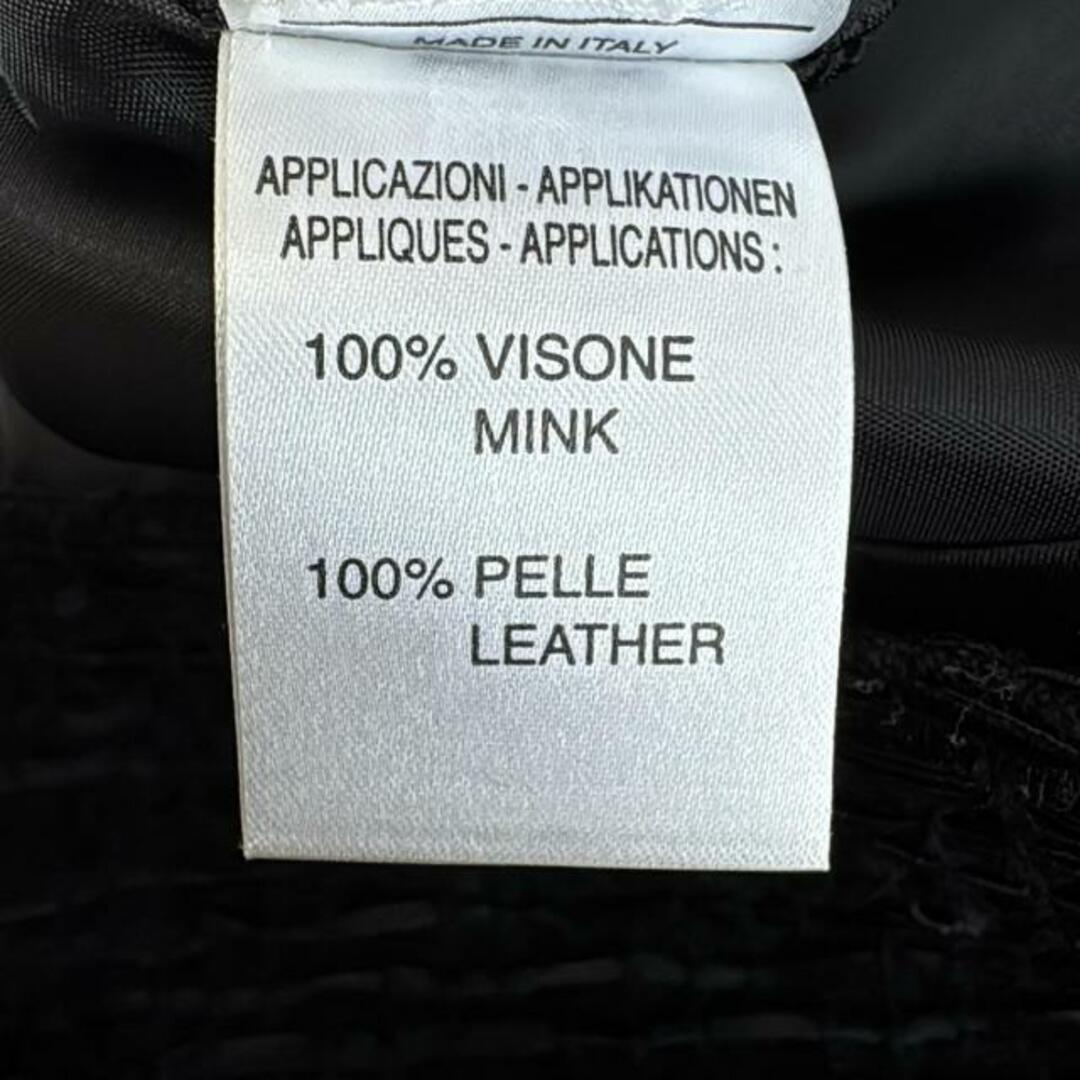 MADE IN ITALY
APPLICAZIONI - APPLIKATIONEN
APPLIQUES - APPLICATIONS :
100% VISONE
MINK
100% PELLE
LEATHER